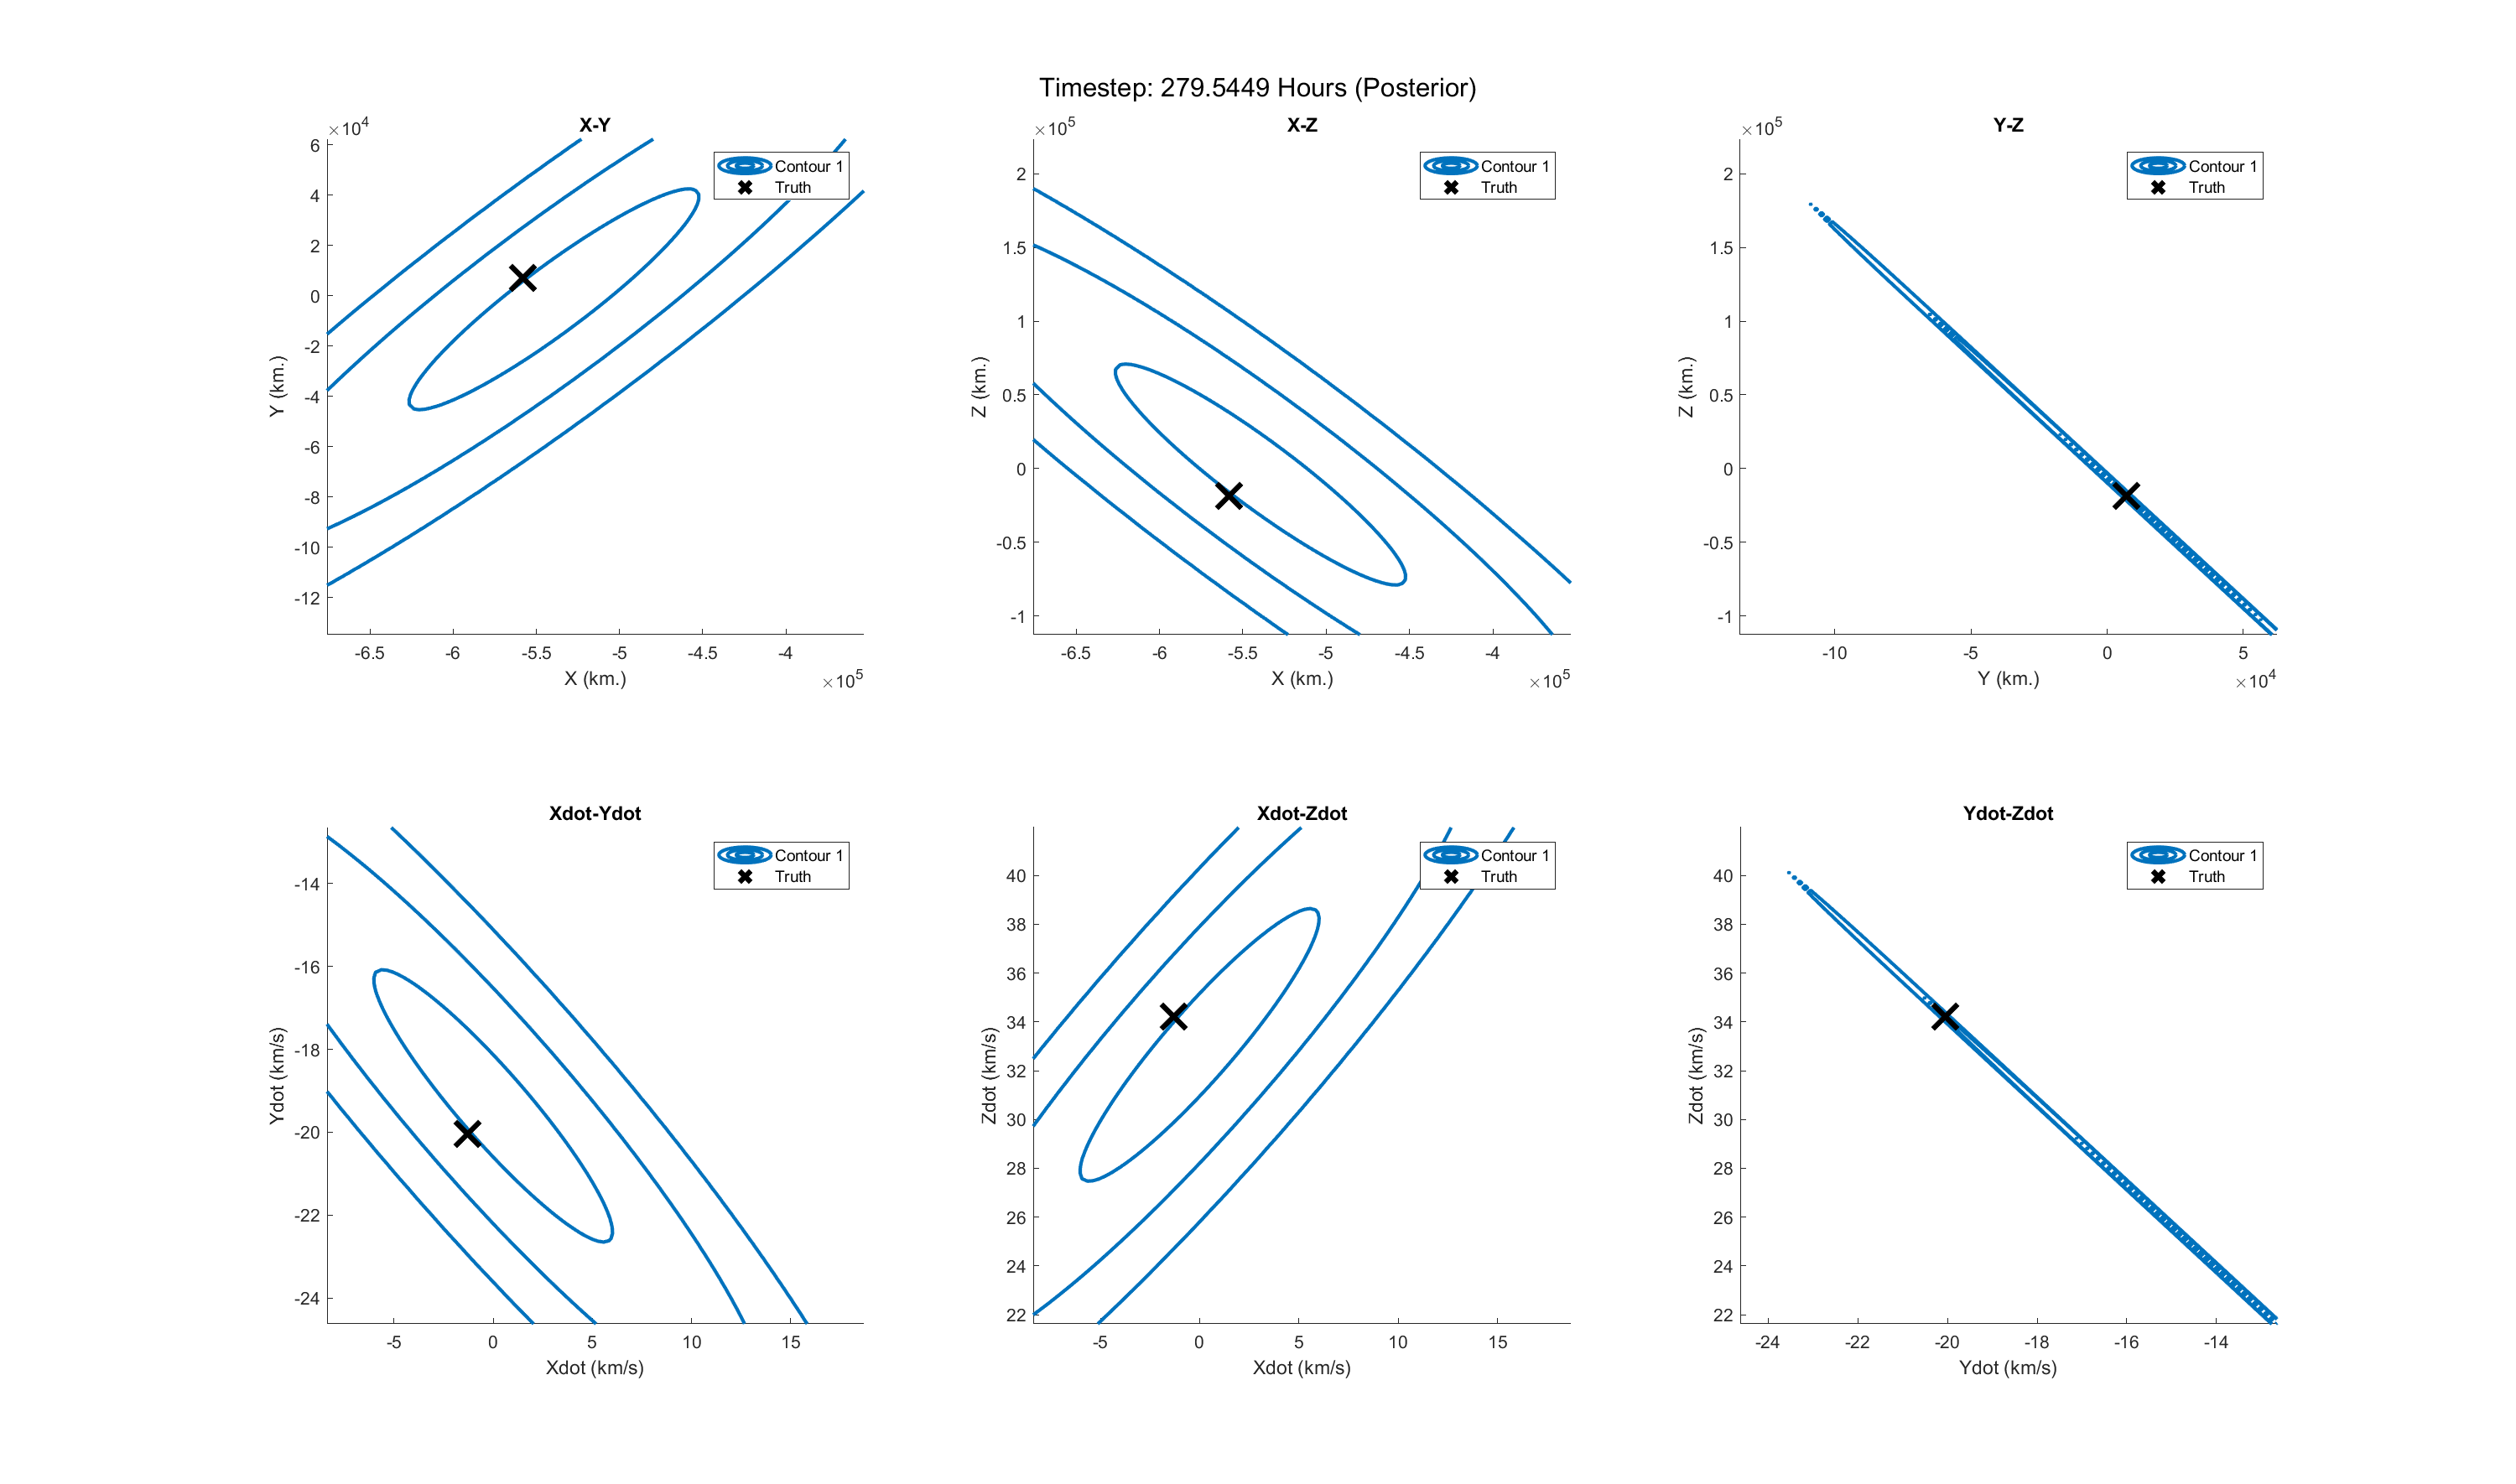 Timestep: 279.5449 Hours (Posterior)
X-Y
×10^4
6
4
2
0
-2
-4
-6
-8
-10
-12
Y (km.)
-6.5 -6 -5.5 -5 -4.5 -4
X (km.)
×10^5
Contour 1
Truth
X-Z
×10^5
2
1.5
1
0.5
0
-0.5
-1
Z (km.)
-6.5 -6 -5.5 -5 -4.5 -4
X (km.)
×10^5
Contour 1
Truth
Y-Z
×10^5
2
1.5
1
0.5
0
-0.5
-1
Z (km.)
-10 -5 0 5
Y (km.)
×10^4
Contour 1
Truth
Xdot-Ydot
-14
-16
-18
-20
-22
-24
Ydot (km/s)
-5 0 5 10 15
Xdot (km/s)
Contour 1
Truth
Xdot-Zdot
40
38
36
34
32
30
28
26
24
22
Zdot (km/s)
-5 0 5 10 15
Xdot (km/s)
Contour 1
Truth
Ydot-Zdot
40
38
36
34
32
30
28
26
24
22
Zdot (km/s)
-24 -22 -20 -18 -16 -14
Ydot (km/s)
Contour 1
Truth